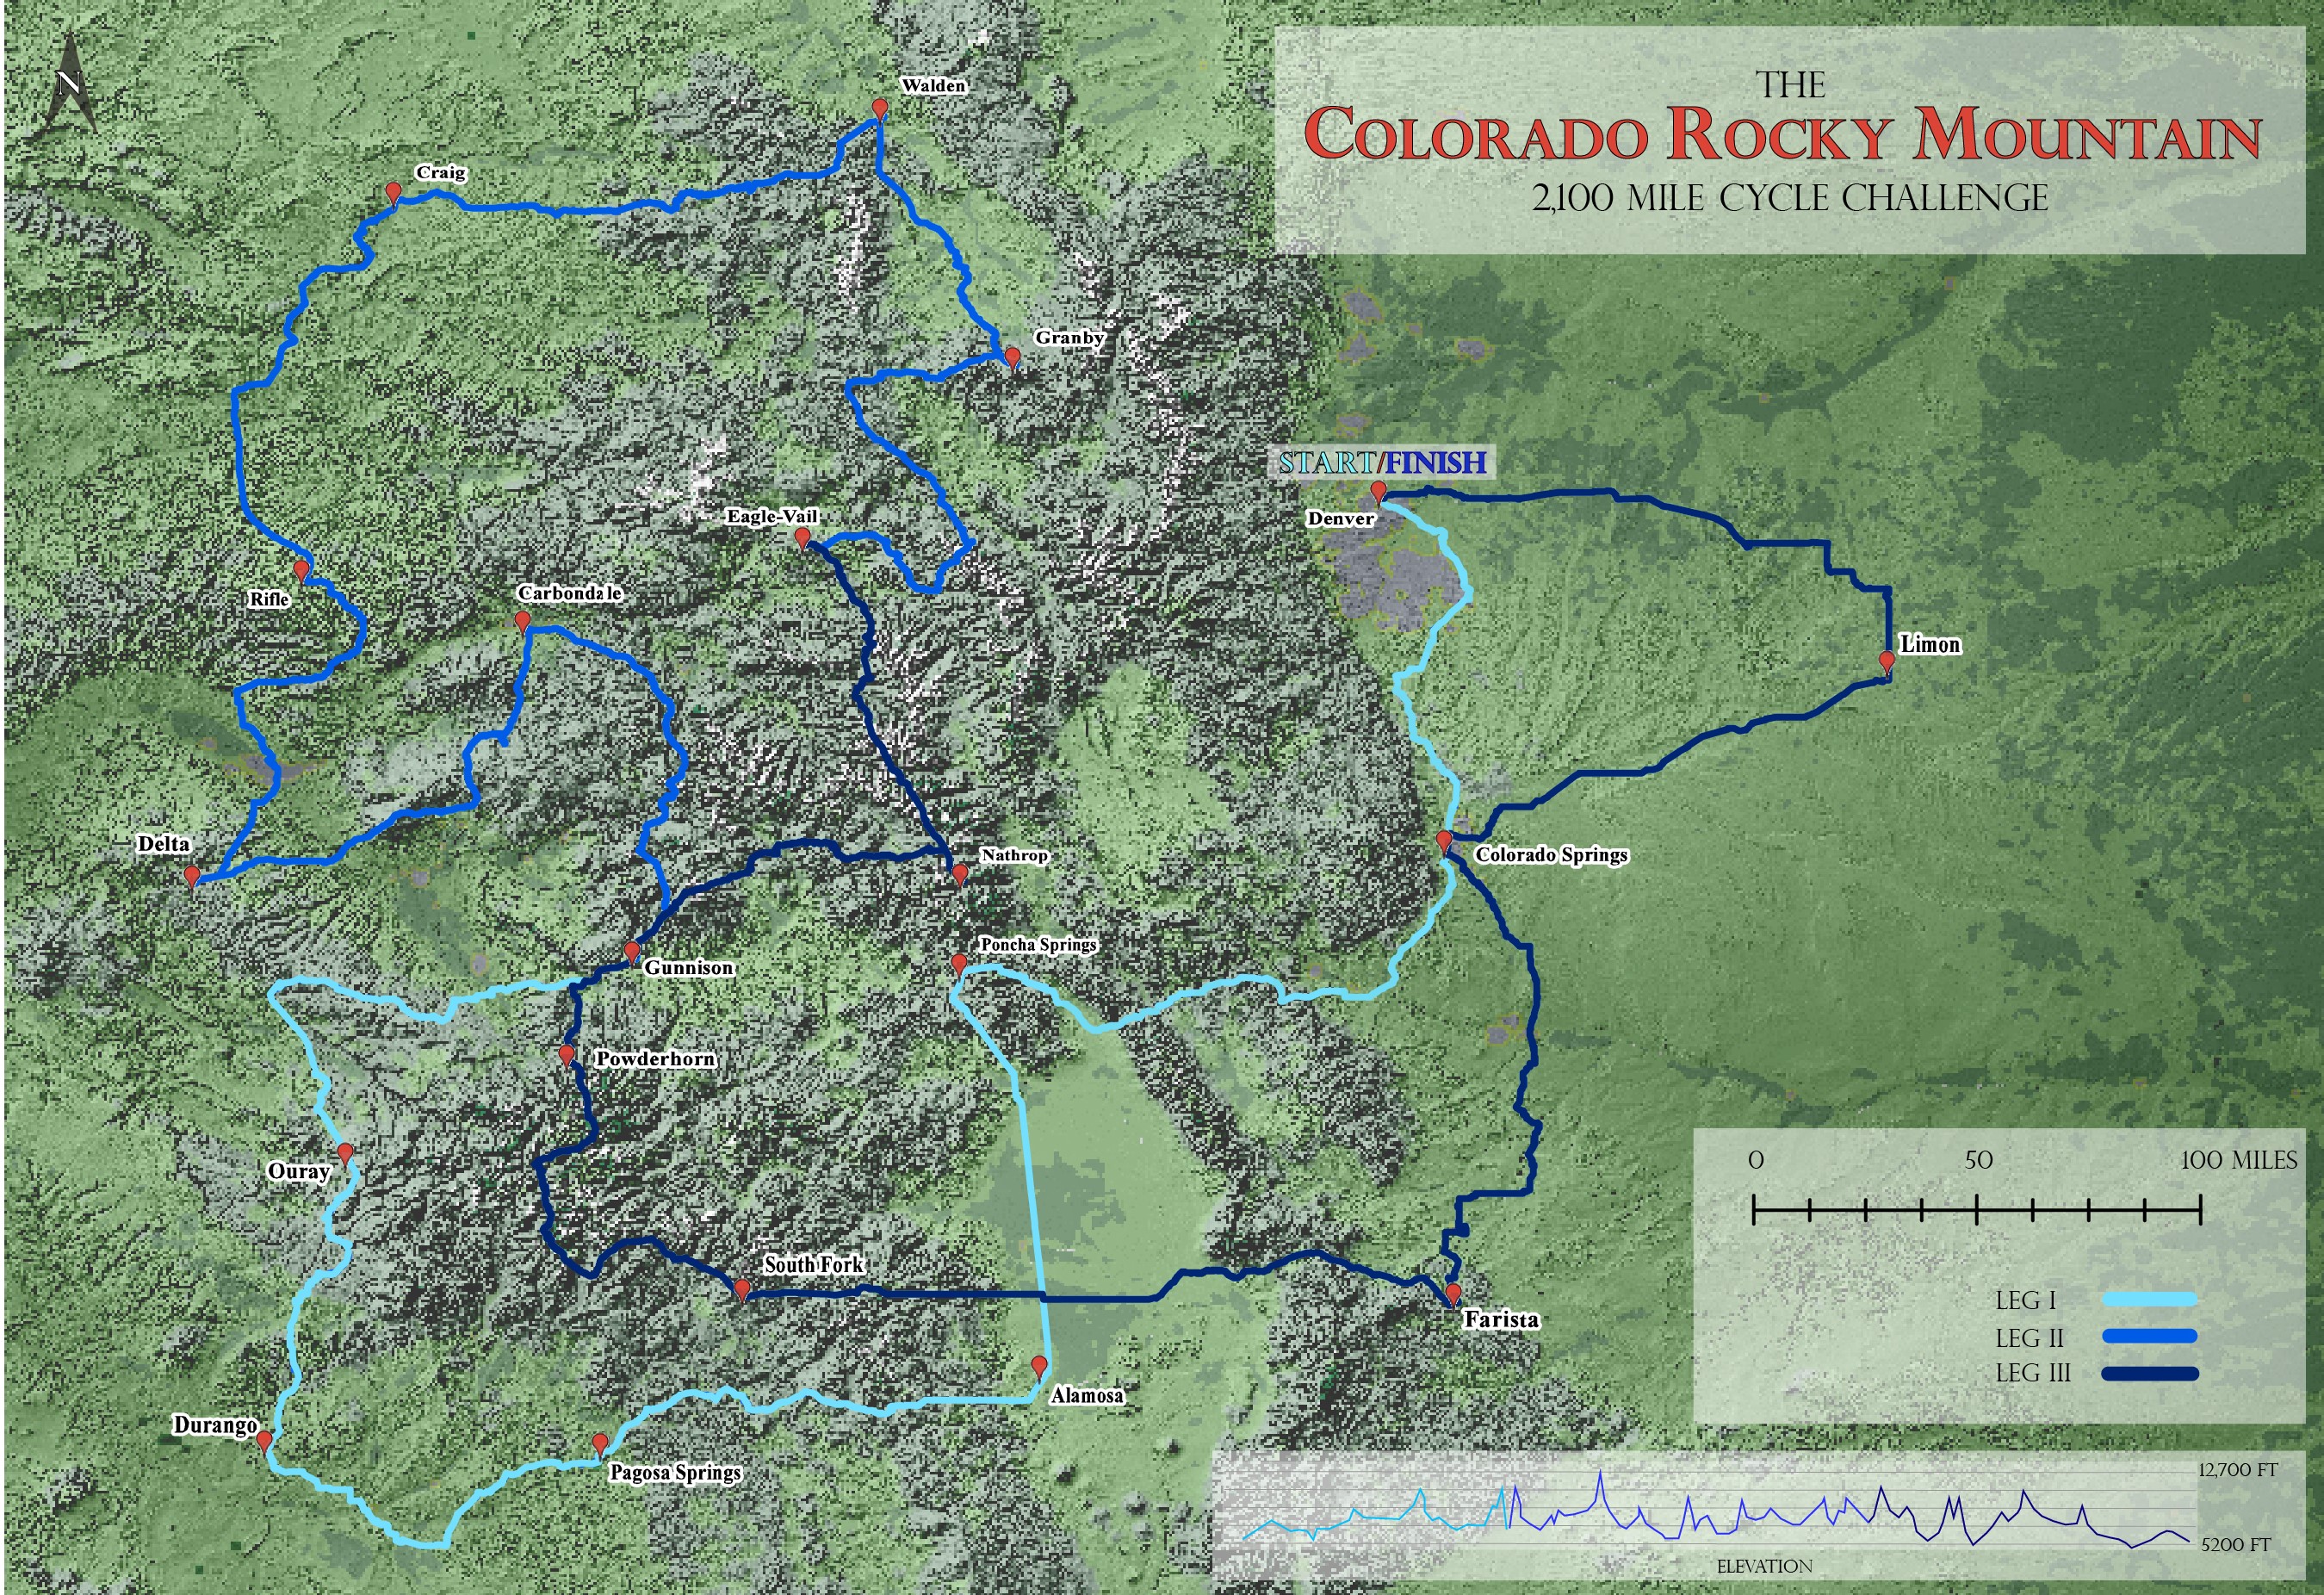 N
THE
COLORADO ROCKY MOUNTAIN
2,100 MILE CYCLE CHALLENGE
Walden
Craig
Granby
START/FINISH
Denver
Eagle-Vail
Carbondale
Rifle
Limon
Delta
Nathrop
Colorado Springs
Poncha Springs
Gunnison
Powderhorn
Ouray
South Fork
Farista
Alamosa
Durango
Pagosa Springs
0 50 100 MILES
LEG I
LEG II
LEG III
12,700 FT
5200 FT
ELEVATION